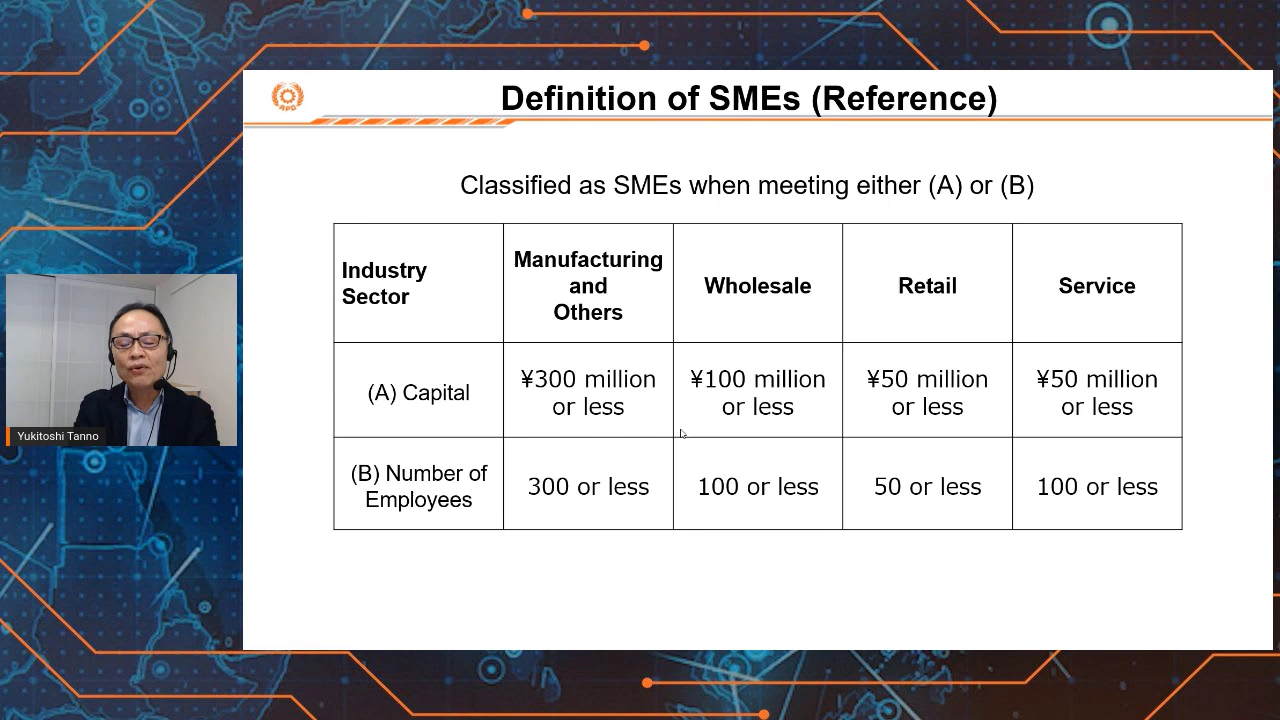 APO
Definition of SMEs (Reference)
Classified as SMEs when meeting either (A) or (B)
Industry
Sector
Manufacturing
and
Others
Wholesale
Retail
Service
(A) Capital
¥300 million
or less
¥100 million
or less
¥50 million
or less
¥50 million
or less
(B) Number of
Employees
300 or less
100 or less
50 or less
100 or less
Yukitoshi Tanno